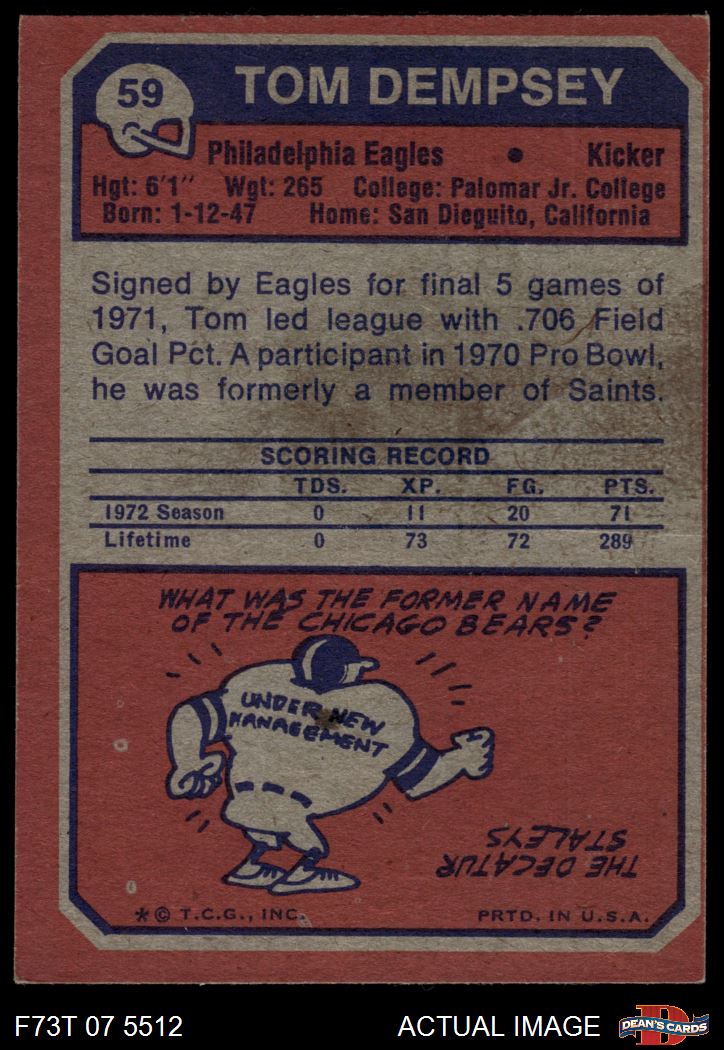 59
TOM DEMPSEY
Philadelphia Eagles • Kicker
Hgt: 6'1" Wgt: 265 College: Palomar Jr. College
Born: 1-12-47 Home: San Dieguito, California
Signed by Eagles for final 5 games of
1971, Tom led league with .706 Field
Goal Pct. A participant in 1970 Pro Bowl,
he was formerly a member of Saints.
SCORING RECORD
TDS. XP. FG. PTS.
1972 Season 0 11 20 71
Lifetime 0 73 72 289
WHAT WAS THE FORMER NAME
OF THE CHICAGO BEARS?
UNDER NEW
MANAGEMENT
THE DECATUR
STALEYS
* © T.C.G., INC. PRTD. IN U.S.A.
F73T 07 5512 ACTUAL IMAGE
D
DEAN'S CARDS